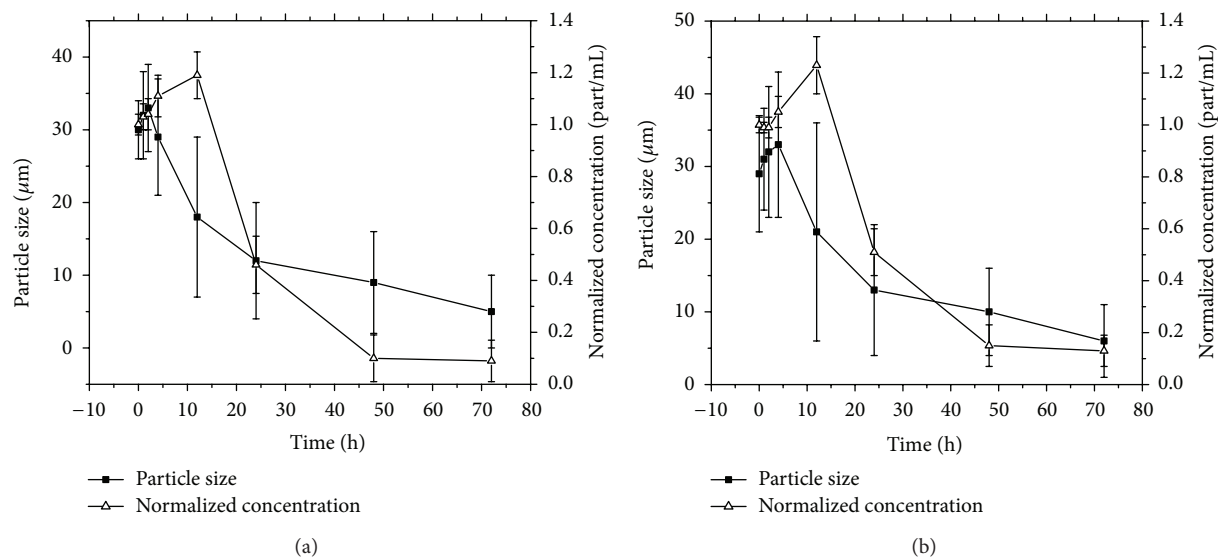 40
30
20
10
0
Particle size (μm)
1.4
1.2
1.0
0.8
0.6
0.4
0.2
0.0
Normalized concentration (part/mL)
−10 0 10 20 30 40 50 60 70 80
Time (h)
Particle size
Normalized concentration
(a)
50
40
30
20
10
0
Particle size (μm)
1.4
1.2
1.0
0.8
0.6
0.4
0.2
0.0
Normalized concentration (part/mL)
−10 0 10 20 30 40 50 60 70 80
Time (h)
Particle size
Normalized concentration
(b)